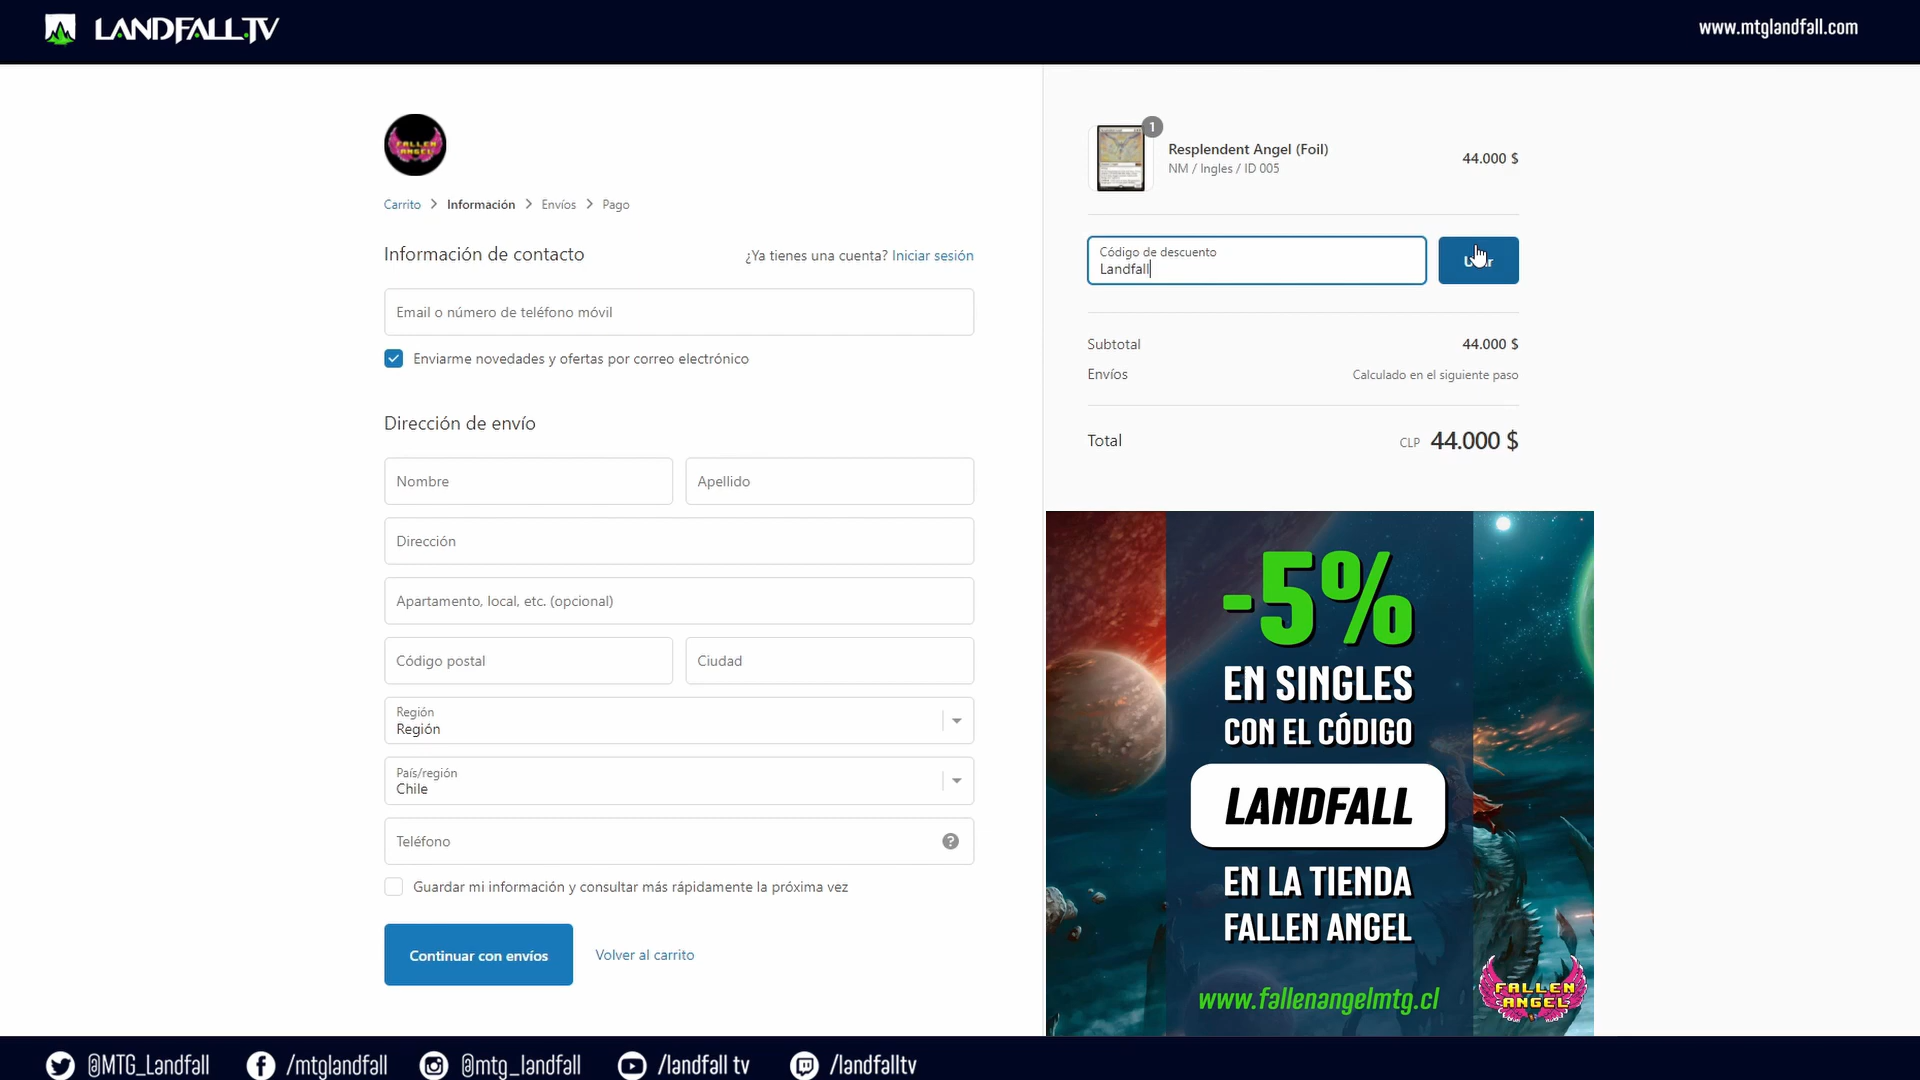 LANDFALL.TV
www.mtglandfall.com
FALLEN
ANGEL
Carrito > Información > Envíos > Pago
Información de contacto
¿Ya tienes una cuenta? Iniciar sesión
Email o número de teléfono móvil
Enviarme novedades y ofertas por correo electrónico
Dirección de envío
Nombre
Apellido
Dirección
Apartamento, local, etc. (opcional)
Código postal
Ciudad
Región
Región
País/región
Chile
Teléfono
?
Guardar mi información y consultar más rápidamente la próxima vez
Continuar con envíos
Volver al carrito
1
Resplendent Angel (Foil)
NM / Ingles / ID 005
44.000 $
Código de descuento
Landfall
Subtotal
44.000 $
Envíos
Calculado en el siguiente paso
Total
CLP 44.000 $
-5%
EN SINGLES
CON EL CÓDIGO
LANDFALL
EN LA TIENDA
FALLEN ANGEL
www.fallenangelmtg.cl
FALLEN
ANGEL
@MTG_Landfall
/mtglandfall
@mtg_landfall
/landfall tv
/landfalltv